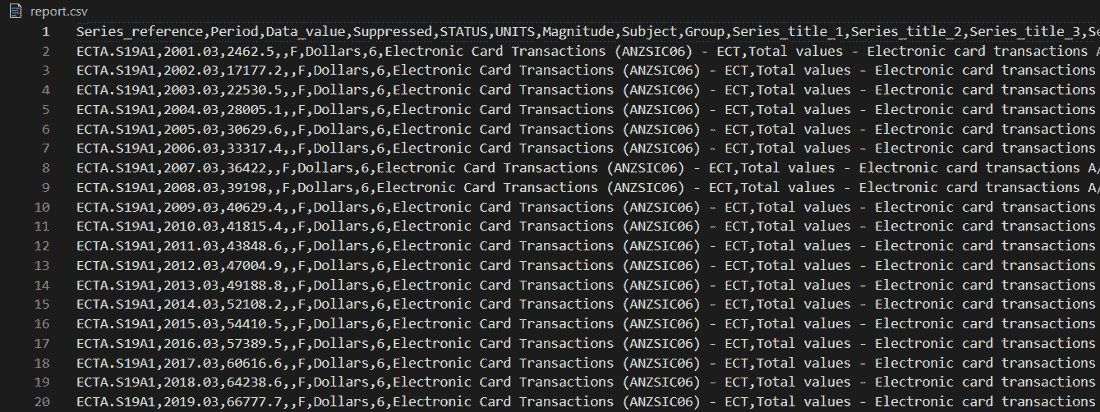 report.csv
1 Series_reference,Period,Data_value,Suppressed,STATUS,UNITS,Magnitude,Subject,Group,Series_title_1,Series_title_2,Series_title_3,Se
2 ECTA.S19A1,2001.03,2462.5,,F,Dollars,6,Electronic Card Transactions (ANZSIC06) - ECT,Total values - Electronic card transactions A
3 ECTA.S19A1,2002.03,17177.2,,F,Dollars,6,Electronic Card Transactions (ANZSIC06) - ECT,Total values - Electronic card transactions
4 ECTA.S19A1,2003.03,22530.5,,F,Dollars,6,Electronic Card Transactions (ANZSIC06) - ECT,Total values - Electronic card transactions
5 ECTA.S19A1,2004.03,28005.1,,F,Dollars,6,Electronic Card Transactions (ANZSIC06) - ECT,Total values - Electronic card transactions
6 ECTA.S19A1,2005.03,30629.6,,F,Dollars,6,Electronic Card Transactions (ANZSIC06) - ECT,Total values - Electronic card transactions
7 ECTA.S19A1,2006.03,33317.4,,F,Dollars,6,Electronic Card Transactions (ANZSIC06) - ECT,Total values - Electronic card transactions
8 ECTA.S19A1,2007.03,36422,,F,Dollars,6,Electronic Card Transactions (ANZSIC06) - ECT,Total values - Electronic card transactions A/
9 ECTA.S19A1,2008.03,39198,,F,Dollars,6,Electronic Card Transactions (ANZSIC06) - ECT,Total values - Electronic card transactions A/
10 ECTA.S19A1,2009.03,40629.4,,F,Dollars,6,Electronic Card Transactions (ANZSIC06) - ECT,Total values - Electronic card transactions
11 ECTA.S19A1,2010.03,41815.4,,F,Dollars,6,Electronic Card Transactions (ANZSIC06) - ECT,Total values - Electronic card transactions
12 ECTA.S19A1,2011.03,43848.6,,F,Dollars,6,Electronic Card Transactions (ANZSIC06) - ECT,Total values - Electronic card transactions
13 ECTA.S19A1,2012.03,47004.9,,F,Dollars,6,Electronic Card Transactions (ANZSIC06) - ECT,Total values - Electronic card transactions
14 ECTA.S19A1,2013.03,49188.8,,F,Dollars,6,Electronic Card Transactions (ANZSIC06) - ECT,Total values - Electronic card transactions
15 ECTA.S19A1,2014.03,52108.2,,F,Dollars,6,Electronic Card Transactions (ANZSIC06) - ECT,Total values - Electronic card transactions
16 ECTA.S19A1,2015.03,54410.5,,F,Dollars,6,Electronic Card Transactions (ANZSIC06) - ECT,Total values - Electronic card transactions
17 ECTA.S19A1,2016.03,57389.5,,F,Dollars,6,Electronic Card Transactions (ANZSIC06) - ECT,Total values - Electronic card transactions
18 ECTA.S19A1,2017.03,60616.6,,F,Dollars,6,Electronic Card Transactions (ANZSIC06) - ECT,Total values - Electronic card transactions
19 ECTA.S19A1,2018.03,64238.6,,F,Dollars,6,Electronic Card Transactions (ANZSIC06) - ECT,Total values - Electronic card transactions
20 ECTA.S19A1,2019.03,66777.7,,F,Dollars,6,Electronic Card Transactions (ANZSIC06) - ECT,Total values - Electronic card transactions